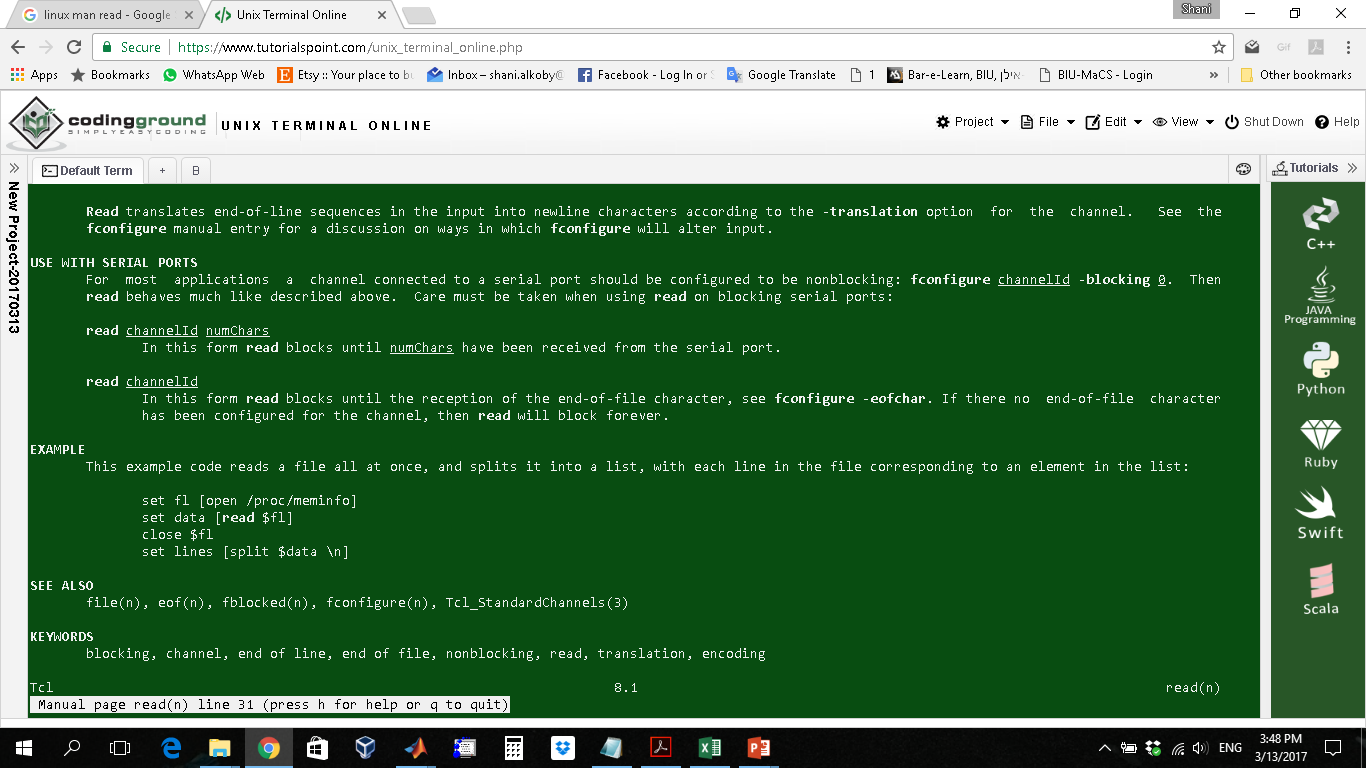 linux man read - Google
Unix Terminal Online
Shani
Secure https://www.tutorialspoint.com/unix_terminal_online.php
Apps Bookmarks WhatsApp Web Etsy :: Your place to bu Inbox – shani.alkoby@ Facebook - Log In or S Google Translate 1 Bar-e-Learn, BIU, אילן BIU-MaCS - Login » Other bookmarks
codingground
SIMPLYEASYCODING
UNIX TERMINAL ONLINE
Project File Edit View Shut Down Help
Default Term + B Tutorials
New Project-20170313
Read translates end-of-line sequences in the input into newline characters according to the -translation option for the channel. See the
fconfigure manual entry for a discussion on ways in which fconfigure will alter input.
USE WITH SERIAL PORTS
For most applications a channel connected to a serial port should be configured to be nonblocking: fconfigure channelId -blocking 0. Then
read behaves much like described above. Care must be taken when using read on blocking serial ports:
read channelId numChars
In this form read blocks until numChars have been received from the serial port.
read channelId
In this form read blocks until the reception of the end-of-file character, see fconfigure -eofchar. If there no end-of-file character
has been configured for the channel, then read will block forever.
EXAMPLE
This example code reads a file all at once, and splits it into a list, with each line in the file corresponding to an element in the list:
set fl [open /proc/meminfo]
set data [read $fl]
close $fl
set lines [split $data \n]
SEE ALSO
file(n), eof(n), fblocked(n), fconfigure(n), Tcl_StandardChannels(3)
KEYWORDS
blocking, channel, end of line, end of file, nonblocking, read, translation, encoding
Tcl 8.1 read(n)
Manual page read(n) line 31 (press h for help or q to quit)
C++
JAVA
Programming
Python
Ruby
Swift
Scala
ENG
3:48 PM
3/13/2017